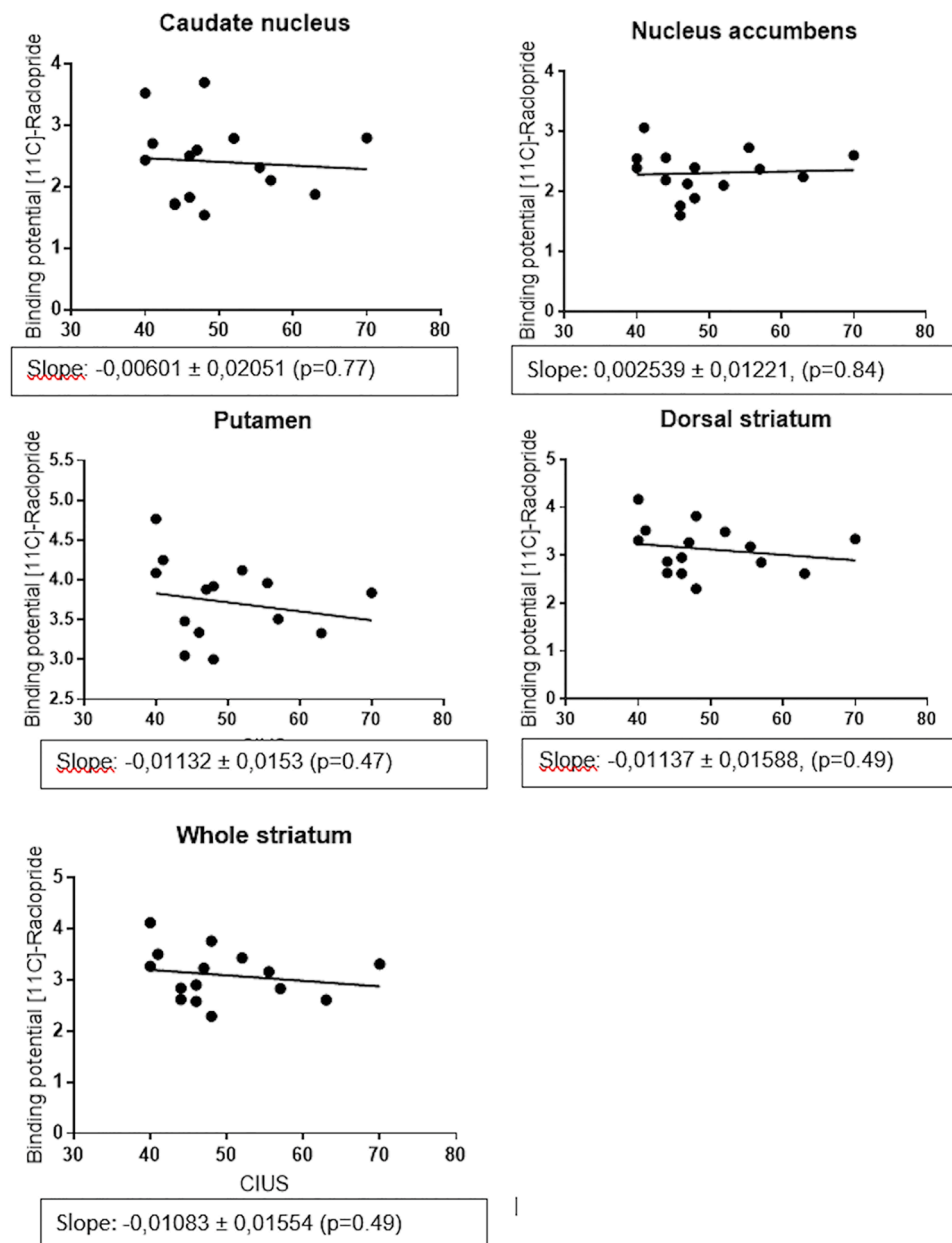 Caudate nucleus
Binding potential [11C]-Raclopride
4
3
2
1
0
30 40 50 60 70 80
Slope: -0,00601 ± 0,02051 (p=0.77)
Nucleus accumbens
Binding potential [11C]-Raclopride
4
3
2
1
0
30 40 50 60 70 80
Slope: 0,002539 ± 0,01221, (p=0.84)
Putamen
Binding potential [11C]-Raclopride
5.5
5.0
4.5
4.0
3.5
3.0
2.5
30 40 50 60 70 80
Slope: -0,01132 ± 0,0153 (p=0.47)
Dorsal striatum
Binding potential [11C]-Raclopride
5
4
3
2
1
0
30 40 50 60 70 80
Slope: -0,01137 ± 0,01588, (p=0.49)
Whole striatum
Binding potential [11C]-Raclopride
5
4
3
2
1
0
30 40 50 60 70 80
CIUS
Slope: -0,01083 ± 0,01554 (p=0.49)